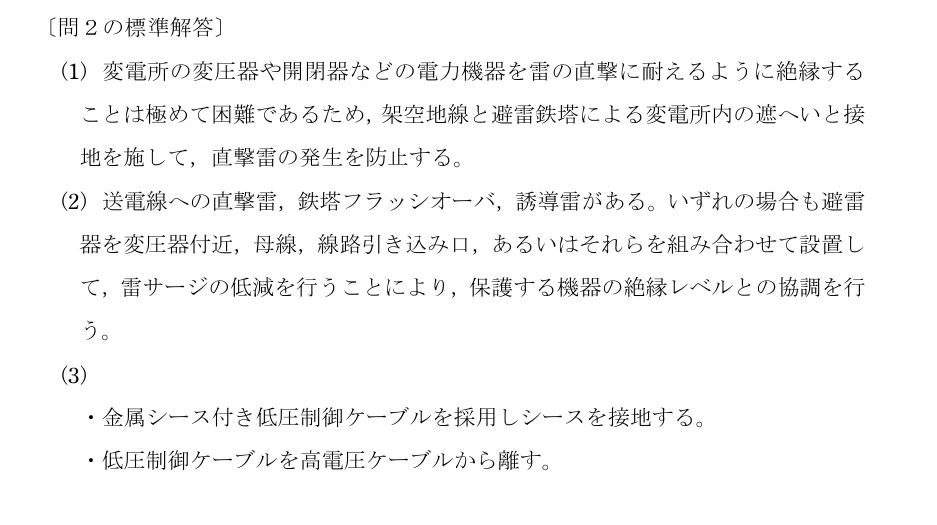 〔問２の標準解答〕
(1) 変電所の変圧器や開閉器などの電力機器を雷の直撃に耐えるように絶縁する
ことは極めて困難であるため，架空地線と避雷鉄塔による変電所内の遮へいと接
地を施して，直撃雷の発生を防止する。
(2) 送電線への直撃雷，鉄塔フラッシオーバ，誘導雷がある。いずれの場合も避雷
器を変圧器付近，母線，線路引き込み口，あるいはそれらを組み合わせて設置し
て，雷サージの低減を行うことにより，保護する機器の絶縁レベルとの協調を行
う。
(3)
・金属シース付き低圧制御ケーブルを採用しシースを接地する。
・低圧制御ケーブルを高電圧ケーブルから離す。